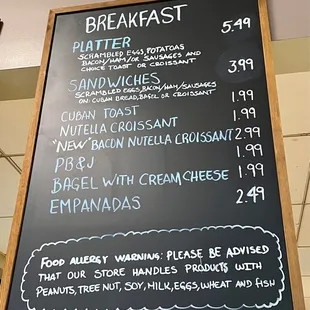 BREAKFAST
PLATTER 5.49
SCRAMBLED EGGS, POTATOES
BACON/HAM/OR SAUSAGES AND
CHOICE TOAST OR CROISSANT
SANDWICHES 3.99
SCRAMBLED EGGS, BACON/HAM/SAUSAGES
ON: CUBAN BREAD, BAGEL OR CROISSANT
CUBAN TOAST 1.99
NUTELLA CROISSANT 1.99
"NEW" BACON NUTELLA CROISSANT 2.99
PB&J 1.99
BAGEL WITH CREAM CHEESE 1.99
EMPANADAS 2.49
FOOD ALLERGY WARNING: PLEASE BE ADVISED
THAT OUR STORE HANDLES PRODUCTS WITH
PEANUTS, TREE NUT, SOY, MILK, EGGS, WHEAT AND FISH